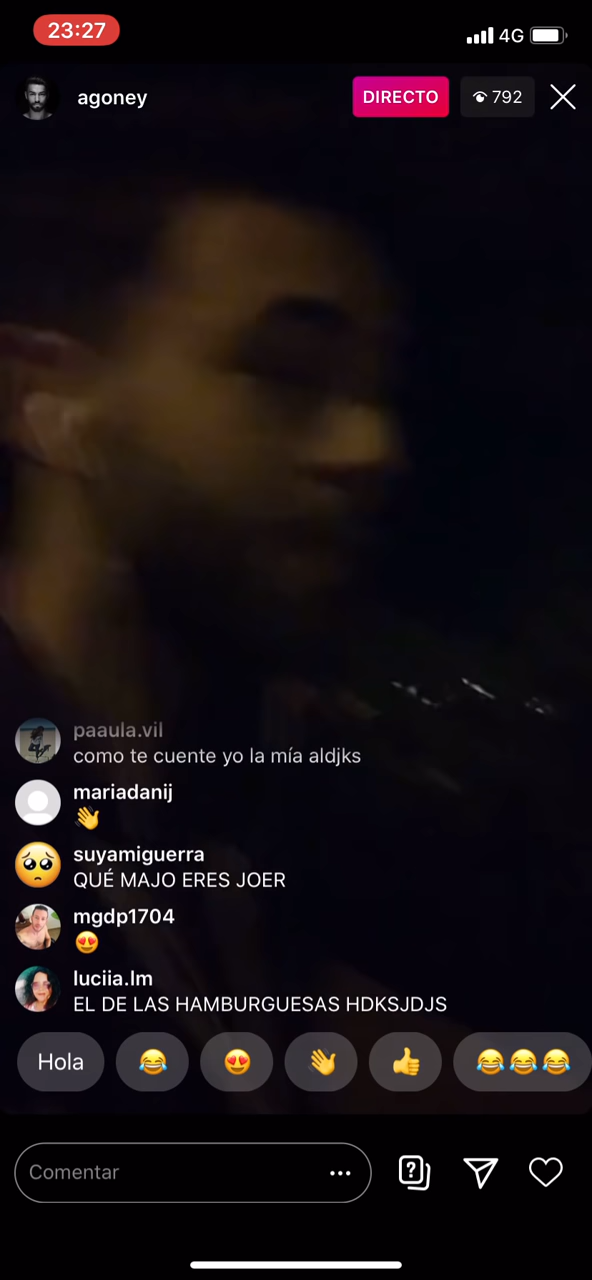 23:27
4G
agoney
DIRECTO
792
paaula.vil
como te cuente yo la mía aldjks
mariadanij
👋
suyamiguerra
QUÉ MAJO ERES JOER
mgdp1704
😍
luciia.lm
EL DE LAS HAMBURGUESAS HDKSJDJS
Hola 😂 😍 👋 👍 😂😂😂
Comentar